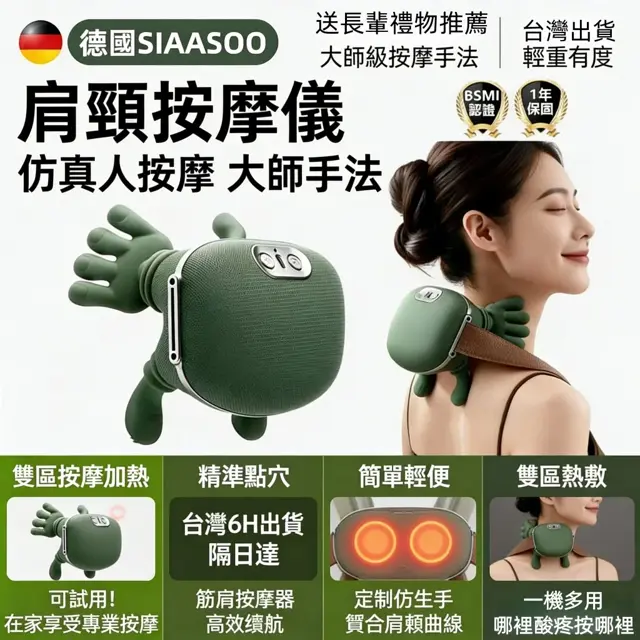 德國SIAASOO
送長輩禮物推薦
大師級按摩手法
台灣出貨
輕重有度
BSMI
認證
1年
保固
肩頸按摩儀
仿真人按摩 大師手法
雙區按摩加熱
可試用!
在家享受專業按摩
精準點穴
台灣6H出貨
隔日達
筋肩按摩器
高效續航
簡單輕便
定制仿生手
貿合肩頼曲線
雙區熱敷
一機多用
哪裡酸疼按哪裡